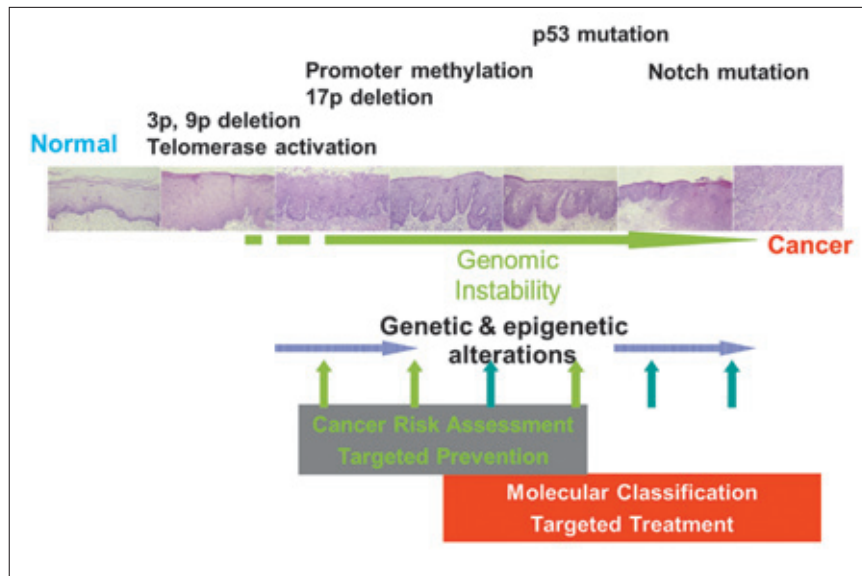 p53 mutation
Promoter methylation
17p deletion
Notch mutation
3p, 9p deletion
Telomerase activation
Normal
Cancer
Genomic
Instability
Genetic & epigenetic
alterations
Cancer Risk Assessment
Targeted Prevention
Molecular Classification
Targeted Treatment